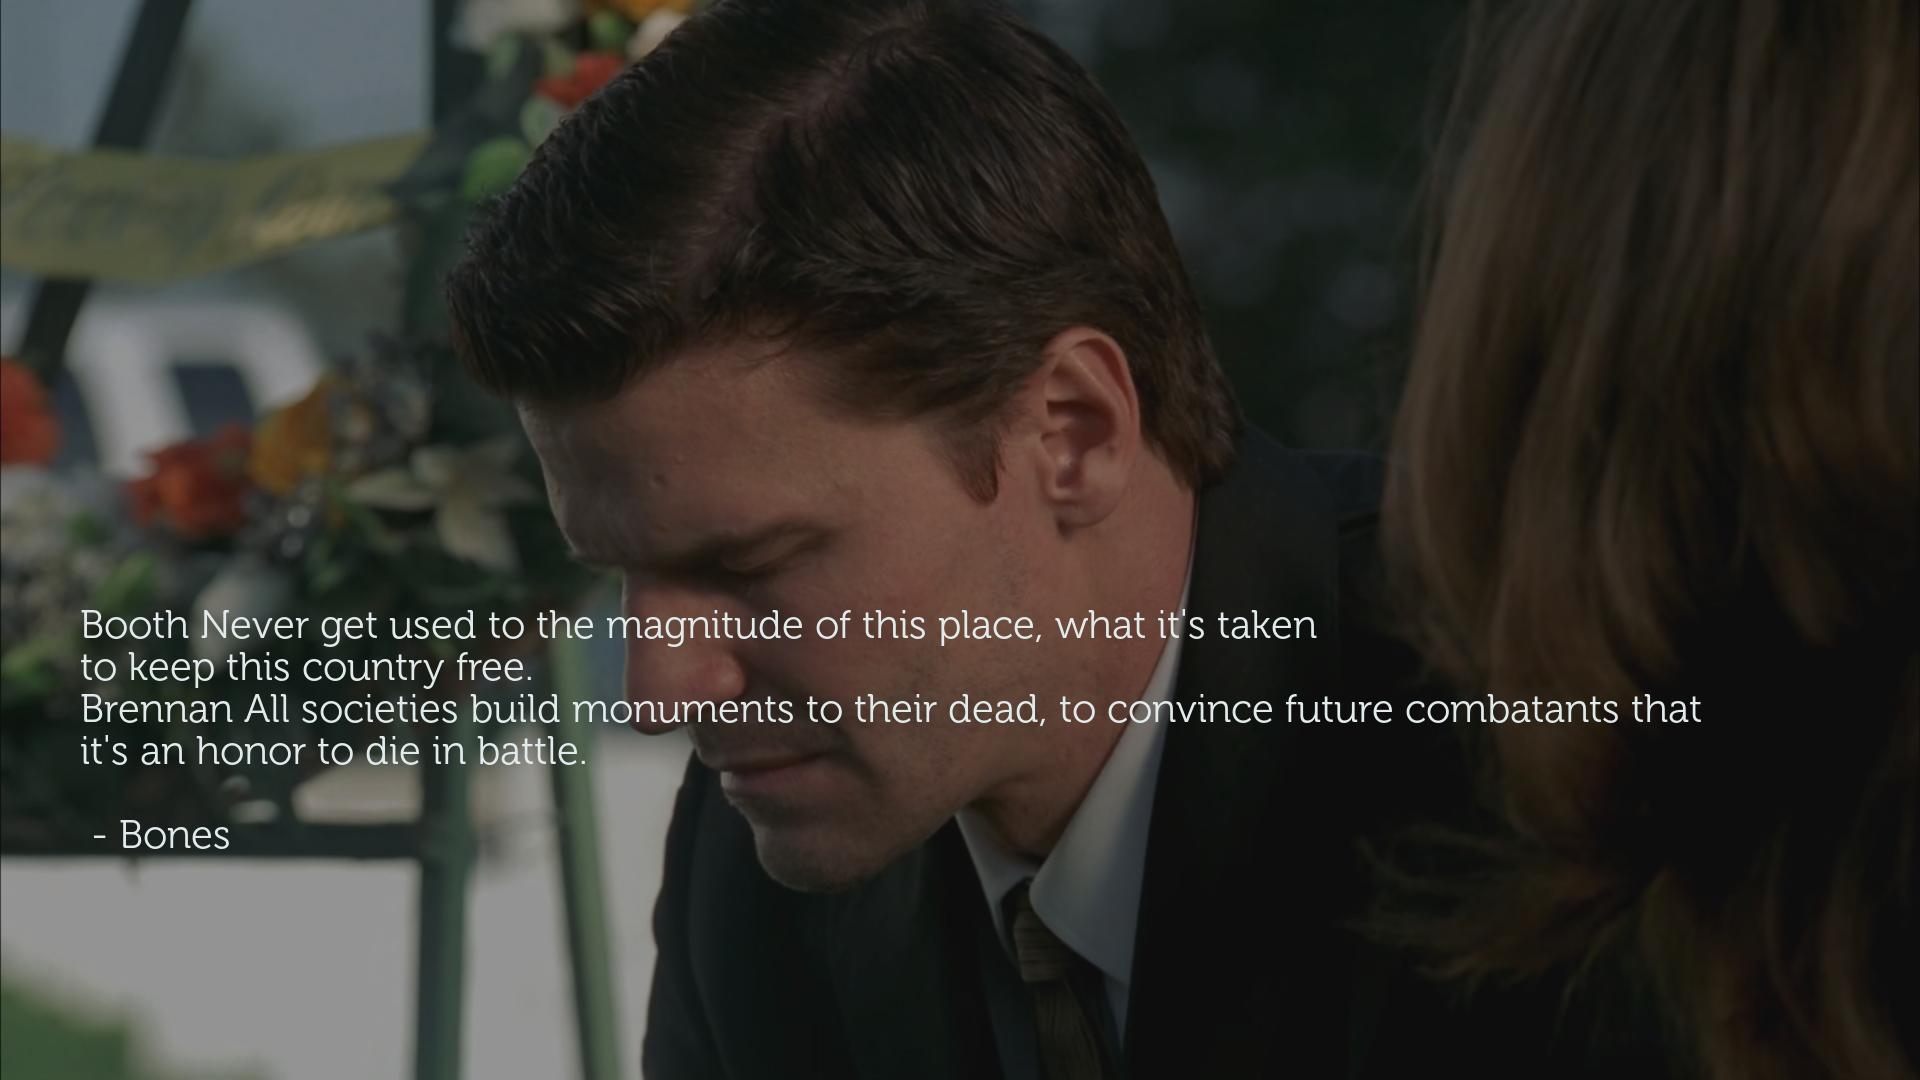 Booth Never get used to the magnitude of this place, what it's taken
to keep this country free.
Brennan All societies build monuments to their dead, to convince future combatants that
it's an honor to die in battle.
- Bones